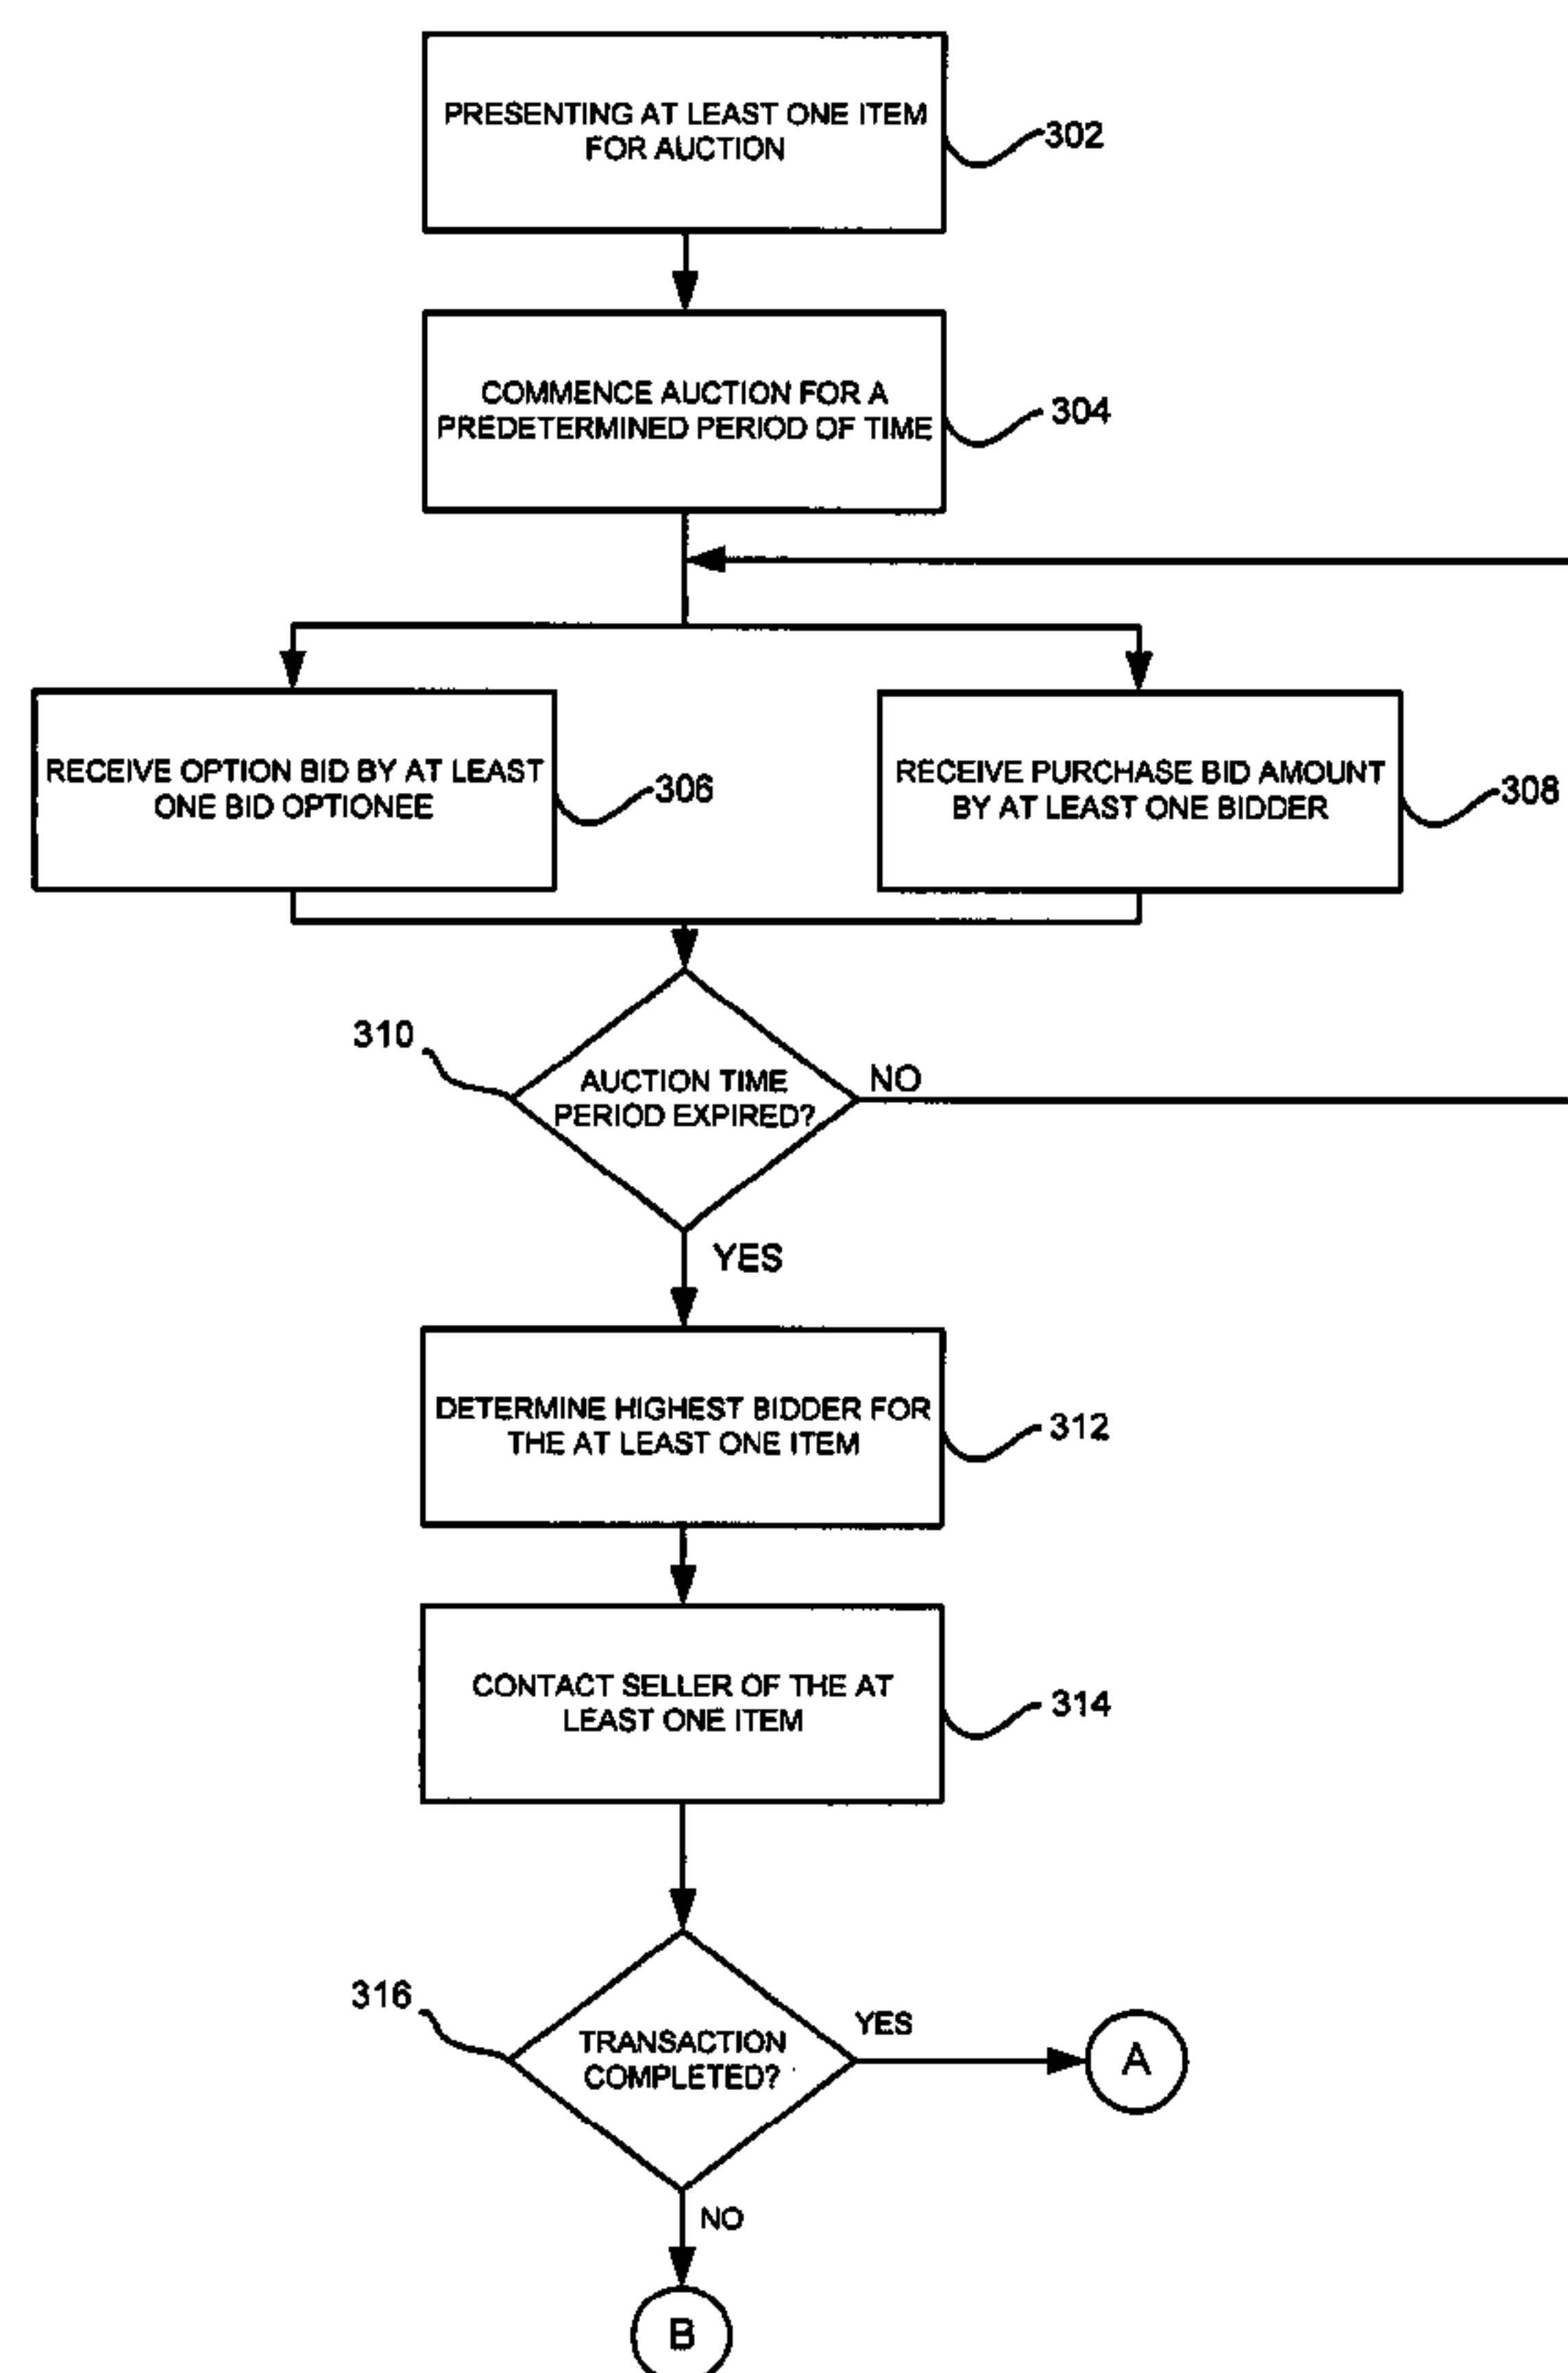 PRESENTING AT LEAST ONE ITEM
FOR AUCTION
302
COMMENCE AUCTION FOR A
PREDETERMINED PERIOD OF TIME
304
RECEIVE OPTION BID BY AT LEAST
ONE BID OPTIONEE
306
RECEIVE PURCHASE BID AMOUNT
BY AT LEAST ONE BIDDER
308
310
AUCTION TIME
PERIOD EXPIRED?
NO
YES
DETERMINE HIGHEST BIDDER FOR
THE AT LEAST ONE ITEM
312
CONTACT SELLER OF THE AT
LEAST ONE ITEM
314
316
TRANSACTION
COMPLETED?
YES
A
NO
B